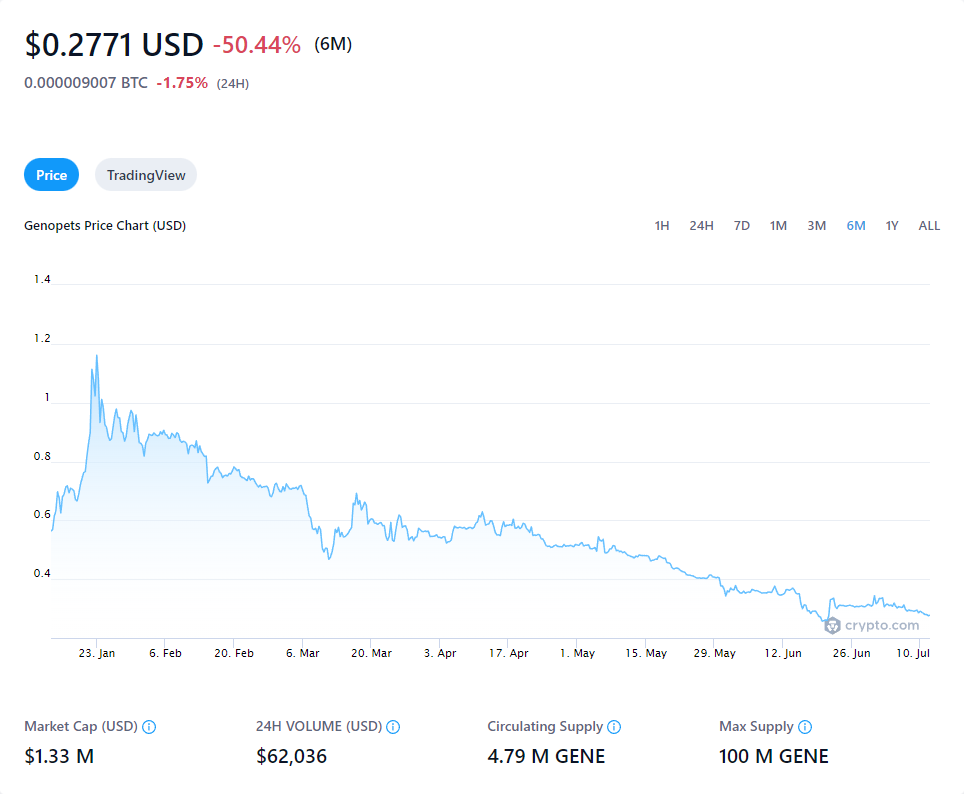 $0.2771 USD -50.44% (6M)
0.000009007 BTC -1.75% (24H)
Price TradingView
Genopets Price Chart (USD) 1H 24H 7D 1M 3M 6M 1Y ALL
1.4
1.2
1
0.8
0.6
0.4
crypto.com
23. Jan 6. Feb 20. Feb 6. Mar 20. Mar 3. Apr 17. Apr 1. May 15. May 29. May 12. Jun 26. Jun 10. Jul
Market Cap (USD) 24H VOLUME (USD) Circulating Supply Max Supply
$1.33 M $62,036 4.79 M GENE 100 M GENE